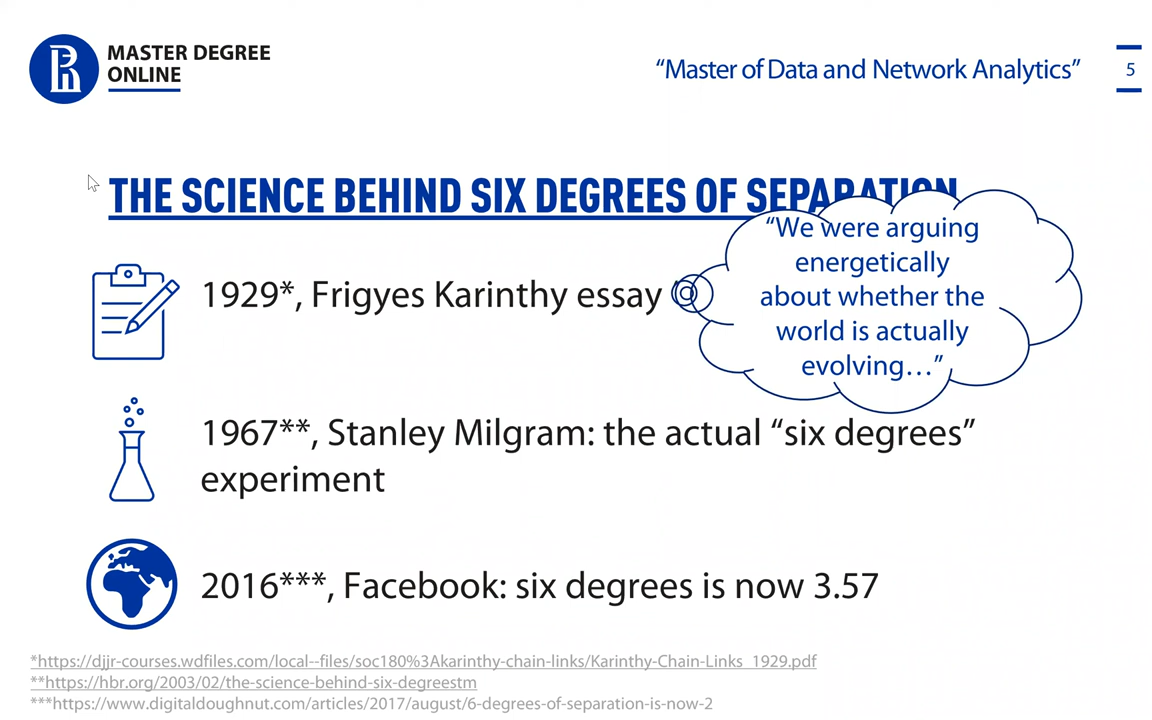 MASTER DEGREE
ONLINE
“Master of Data and Network Analytics”
5
THE SCIENCE BEHIND SIX DEGREES OF SEPARATION
“We were arguing
energetically
about whether the
world is actually
evolving…”
1929*, Frigyes Karinthy essay
1967**, Stanley Milgram: the actual “six degrees”
experiment
2016***, Facebook: six degrees is now 3.57
*https://djjr-courses.wdfiles.com/local--files/soc180%3Akarinthy-chain-links/Karinthy-Chain-Links_1929.pdf
**https://hbr.org/2003/02/the-science-behind-six-degreestm
***https://www.digitaldoughnut.com/articles/2017/august/6-degrees-of-separation-is-now-2